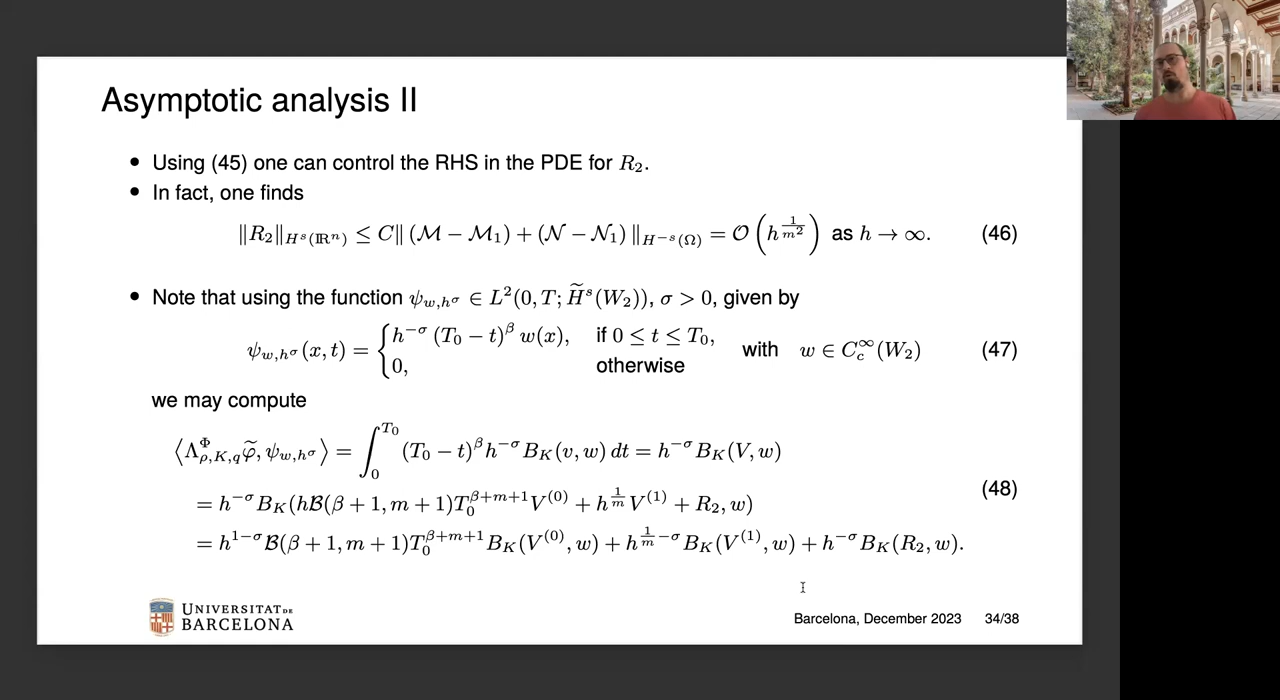 Asymptotic analysis II
• Using (45) one can control the RHS in the PDE for $R_2$.
• In fact, one finds
$\|R_2\|_{H^s(\mathbb{R}^n)} \leq C\|(\mathcal{M} - \mathcal{M}_1) + (\mathcal{N} - \mathcal{N}_1)\|_{H^{-s}(\Omega)} = \mathcal{O}\left(h^{\frac{1}{m^2}}\right)$ as $h \to \infty$. (46)
• Note that using the function $\psi_{w,h^\sigma} \in L^2(0,T;\widetilde{H}^s(W_2))$, $\sigma > 0$, given by
$\psi_{w,h^\sigma}(x,t) = \begin{cases} h^{-\sigma}(T_0 - t)^\beta w(x), & \text{if } 0 \leq t \leq T_0, \\ 0, & \text{otherwise} \end{cases}$ with $w \in C_c^\infty(W_2)$ (47)
we may compute
$\left\langle \Lambda^\Phi_{\rho,K,q}\widetilde{\varphi}, \psi_{w,h^\sigma} \right\rangle = \int_0^{T_0} (T_0 - t)^\beta h^{-\sigma} B_K(v,w)\,dt = h^{-\sigma} B_K(V,w)$
$= h^{-\sigma} B_K(h\mathcal{B}(\beta+1,m+1)T_0^{\beta+m+1}V^{(0)} + h^{\frac{1}{m}}V^{(1)} + R_2, w)$ (48)
$= h^{1-\sigma}\mathcal{B}(\beta+1,m+1)T_0^{\beta+m+1}B_K(V^{(0)},w) + h^{\frac{1}{m}-\sigma}B_K(V^{(1)},w) + h^{-\sigma}B_K(R_2,w).$
UNIVERSITAT DE
BARCELONA
Barcelona, December 2023 34/38